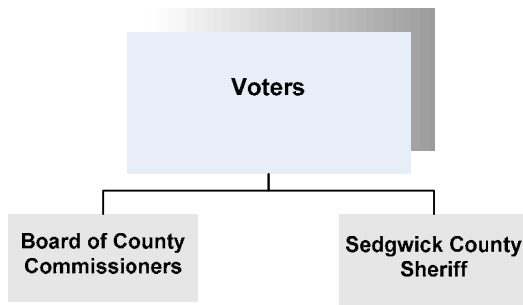 Voters
Board of County
Commissioners
Sedgwick County
Sheriff